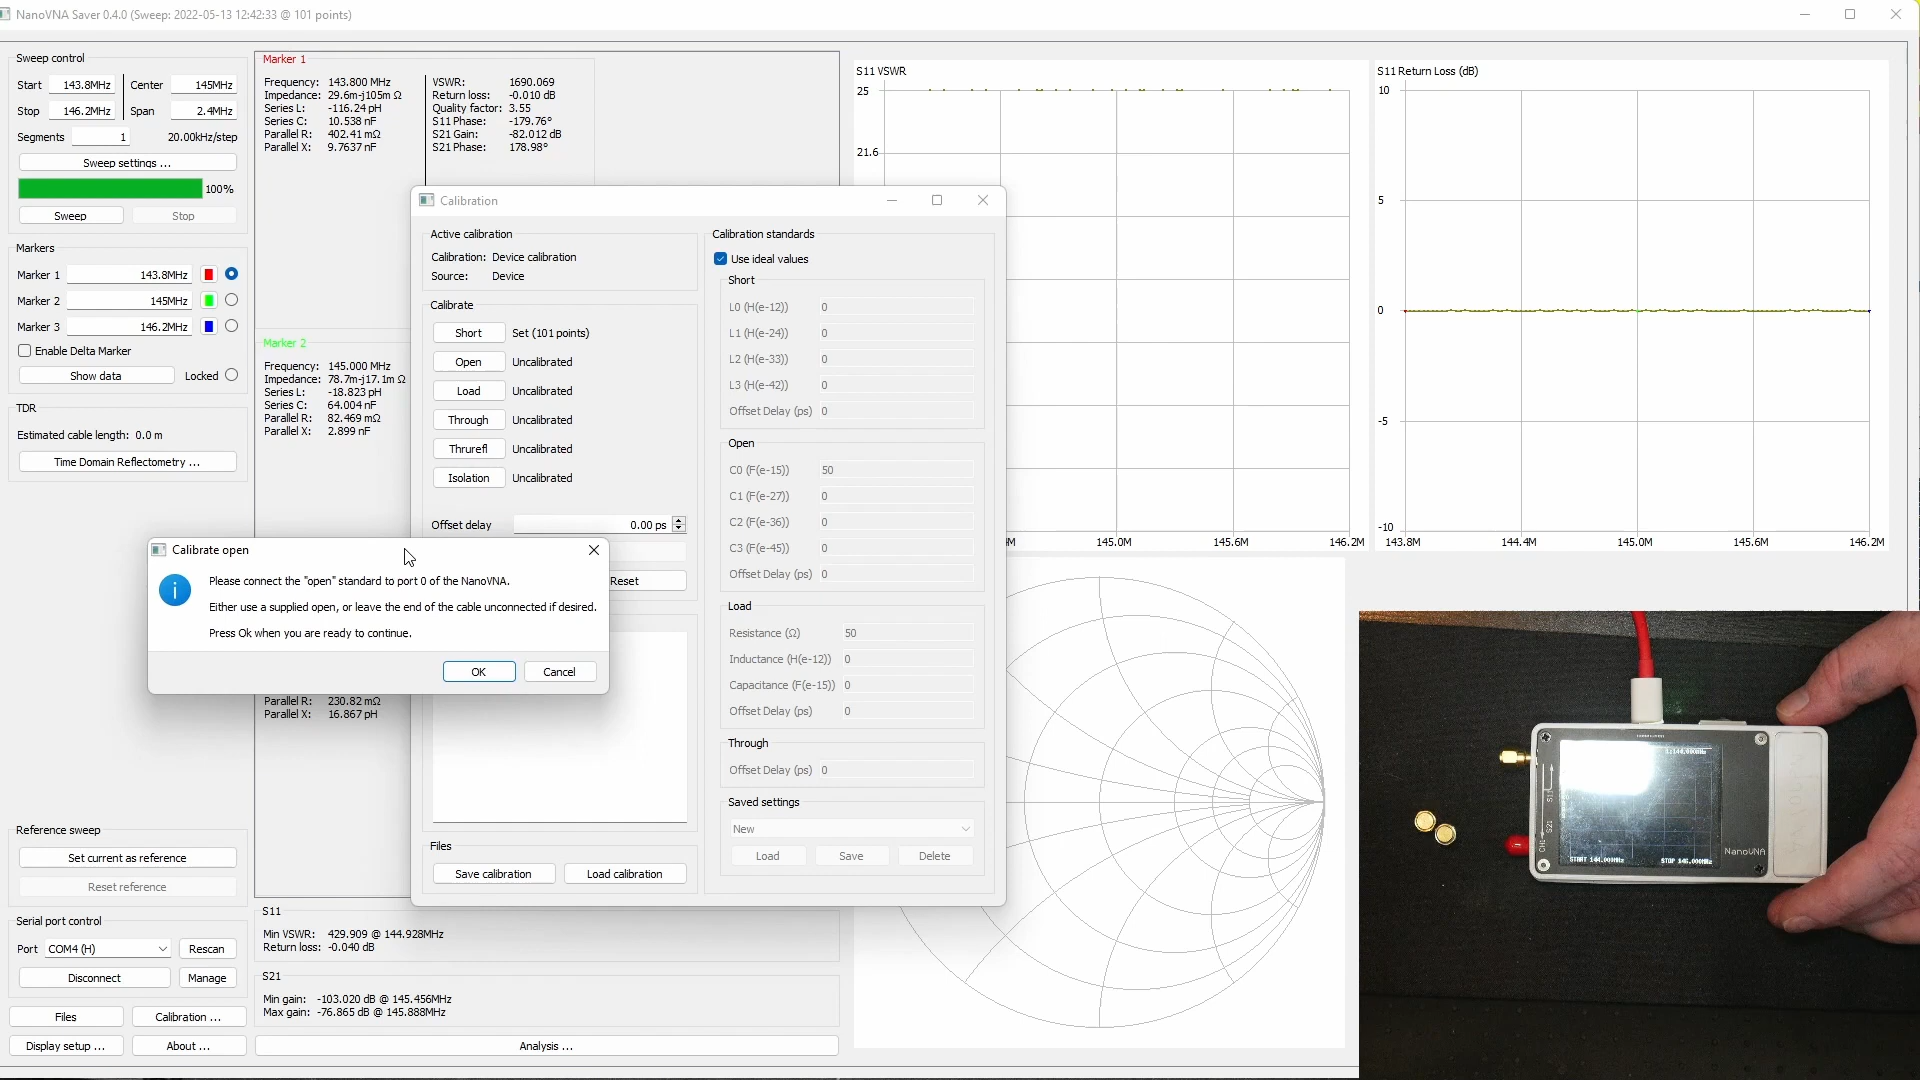 NanoVNA Saver 0.4.0 (Sweep: 2022-05-13 12:42:33 @ 101 points)
Sweep control
Start 143.8MHz Center 145MHz
Stop 146.2MHz Span 2.4MHz
Segments 1 20.00kHz/step
Sweep settings ...
100%
Sweep Stop
Markers
Marker 1 143.8MHz
Marker 2 145MHz
Marker 3 146.2MHz
Enable Delta Marker
Show data Locked
TDR
Estimated cable length: 0.0 m
Time Domain Reflectometry ...
Reference sweep
Set current as reference
Reset reference
Serial port control
Port COM4 (H) Rescan
Disconnect Manage
Files Calibration ...
Display setup ... About ...
Marker 1
Frequency: 143.800 MHz
Impedance: 29.6m-j105m Ω
Series L: -116.24 pH
Series C: 10.538 nF
Parallel R: 402.41 mΩ
Parallel X: 9.7637 nF
VSWR: 1690.069
Return loss: -0.010 dB
Quality factor: 3.55
S11 Phase: -179.76°
S21 Gain: -82.012 dB
S21 Phase: 178.98°
Marker 2
Frequency: 145.000 MHz
Impedance: 78.7m-j17.1m Ω
Series L: -18.823 pH
Series C: 64.004 nF
Parallel R: 82.469 mΩ
Parallel X: 2.899 nF
Parallel R: 230.82 mΩ
Parallel X: 16.867 pH
S11
Min VSWR: 429.909 @ 144.928MHz
Return loss: -0.040 dB
S21
Min gain: -103.020 dB @ 145.456MHz
Max gain: -76.865 dB @ 145.888MHz
Analysis ...
Calibration
Active calibration
Calibration: Device calibration
Source: Device
Calibrate
Short Set (101 points)
Open Uncalibrated
Load Uncalibrated
Through Uncalibrated
Thrurefl Uncalibrated
Isolation Uncalibrated
Offset delay 0.00 ps
Reset
Files
Save calibration Load calibration
Calibration standards
Use ideal values
Short
L0 (H(e-12)) 0
L1 (H(e-24)) 0
L2 (H(e-33)) 0
L3 (H(e-42)) 0
Offset Delay (ps) 0
Open
C0 (F(e-15)) 50
C1 (F(e-27)) 0
C2 (F(e-36)) 0
C3 (F(e-45)) 0
Offset Delay (ps) 0
Load
Resistance (Ω) 50
Inductance (H(e-12)) 0
Capacitance (F(e-15)) 0
Offset Delay (ps) 0
Through
Offset Delay (ps) 0
Saved settings
New
Load Save Delete
Calibrate open
Please connect the "open" standard to port 0 of the NanoVNA.
Either use a supplied open, or leave the end of the cable unconnected if desired.
Press Ok when you are ready to continue.
OK Cancel
S11 VSWR
25
21.6
M 145.0M 145.6M 146.2M
S11 Return Loss (dB)
10
5
0
-5
-10
143.8M 144.4M 145.0M 145.6M 146.2M
S11
S21
CH1
START 144.000MHz STOP 146.000MHz
NanoVNA